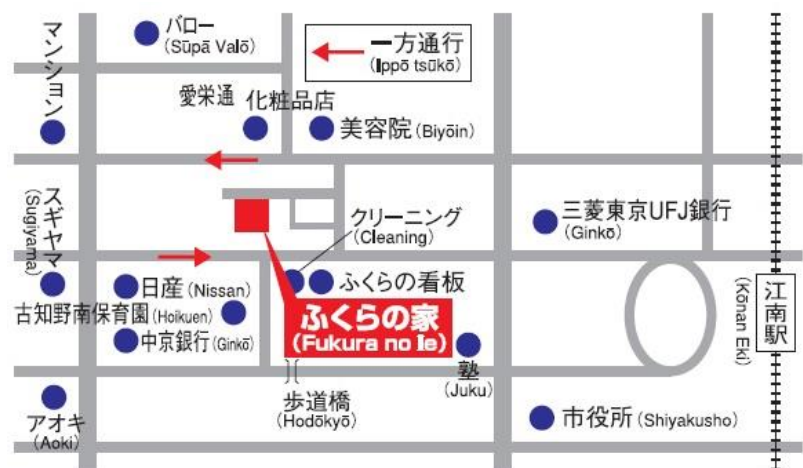 バロー
(Sūpā Valō)
一方通行
(Ippō tsūkō)
マンション
愛栄通
化粧品店
美容院(Biyōin)
スギヤマ
(Sugiyama)
クリーニング
(Cleaning)
三菱東京UFJ銀行
(Ginkō)
日産(Nissan)
ふくらの看板
古知野南保育園(Hoikuen)
中京銀行(Ginkō)
ふくらの家
(Fukura no Ie)
江南駅
(Kōnan Eki)
塾
(Juku)
歩道橋
(Hodōkyō)
アオキ
(Aoki)
市役所(Shiyakusho)